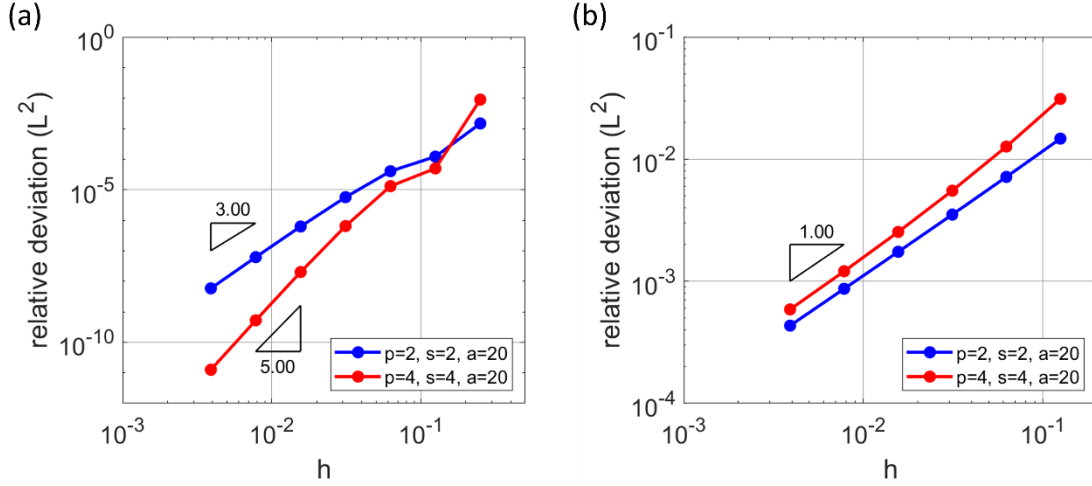 (a)
10^0
10^-5
10^-10
relative deviation (L^2)
3.00
5.00
p=2, s=2, a=20
p=4, s=4, a=20
10^-3
10^-2
10^-1
h
(b)
10^-1
10^-2
10^-3
10^-4
relative deviation (L^2)
1.00
p=2, s=2, a=20
p=4, s=4, a=20
10^-3
10^-2
10^-1
h